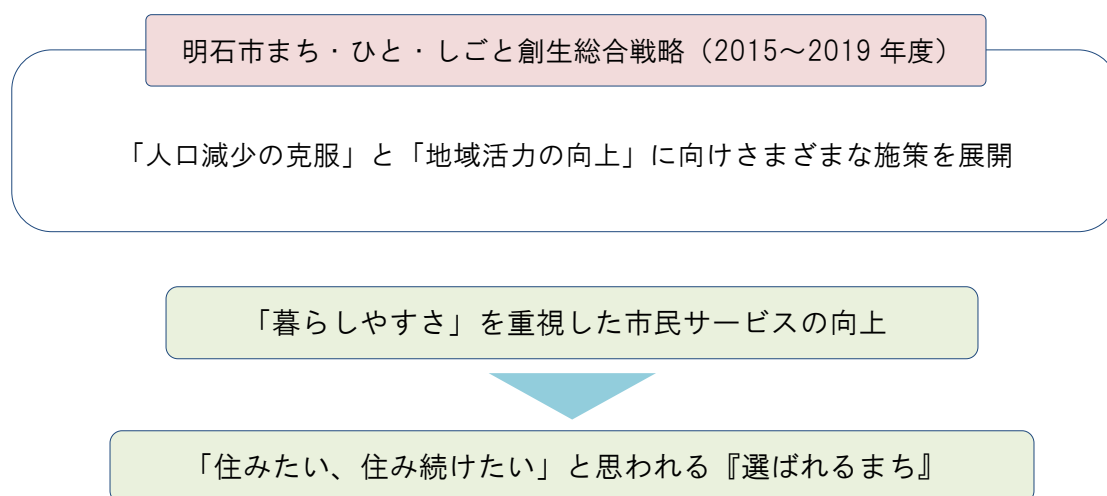 明石市まち・ひと・しごと創生総合戦略（2015～2019 年度）
「人口減少の克服」と「地域活力の向上」に向けさまざまな施策を展開
「暮らしやすさ」を重視した市民サービスの向上
「住みたい、住み続けたい」と思われる『選ばれるまち』